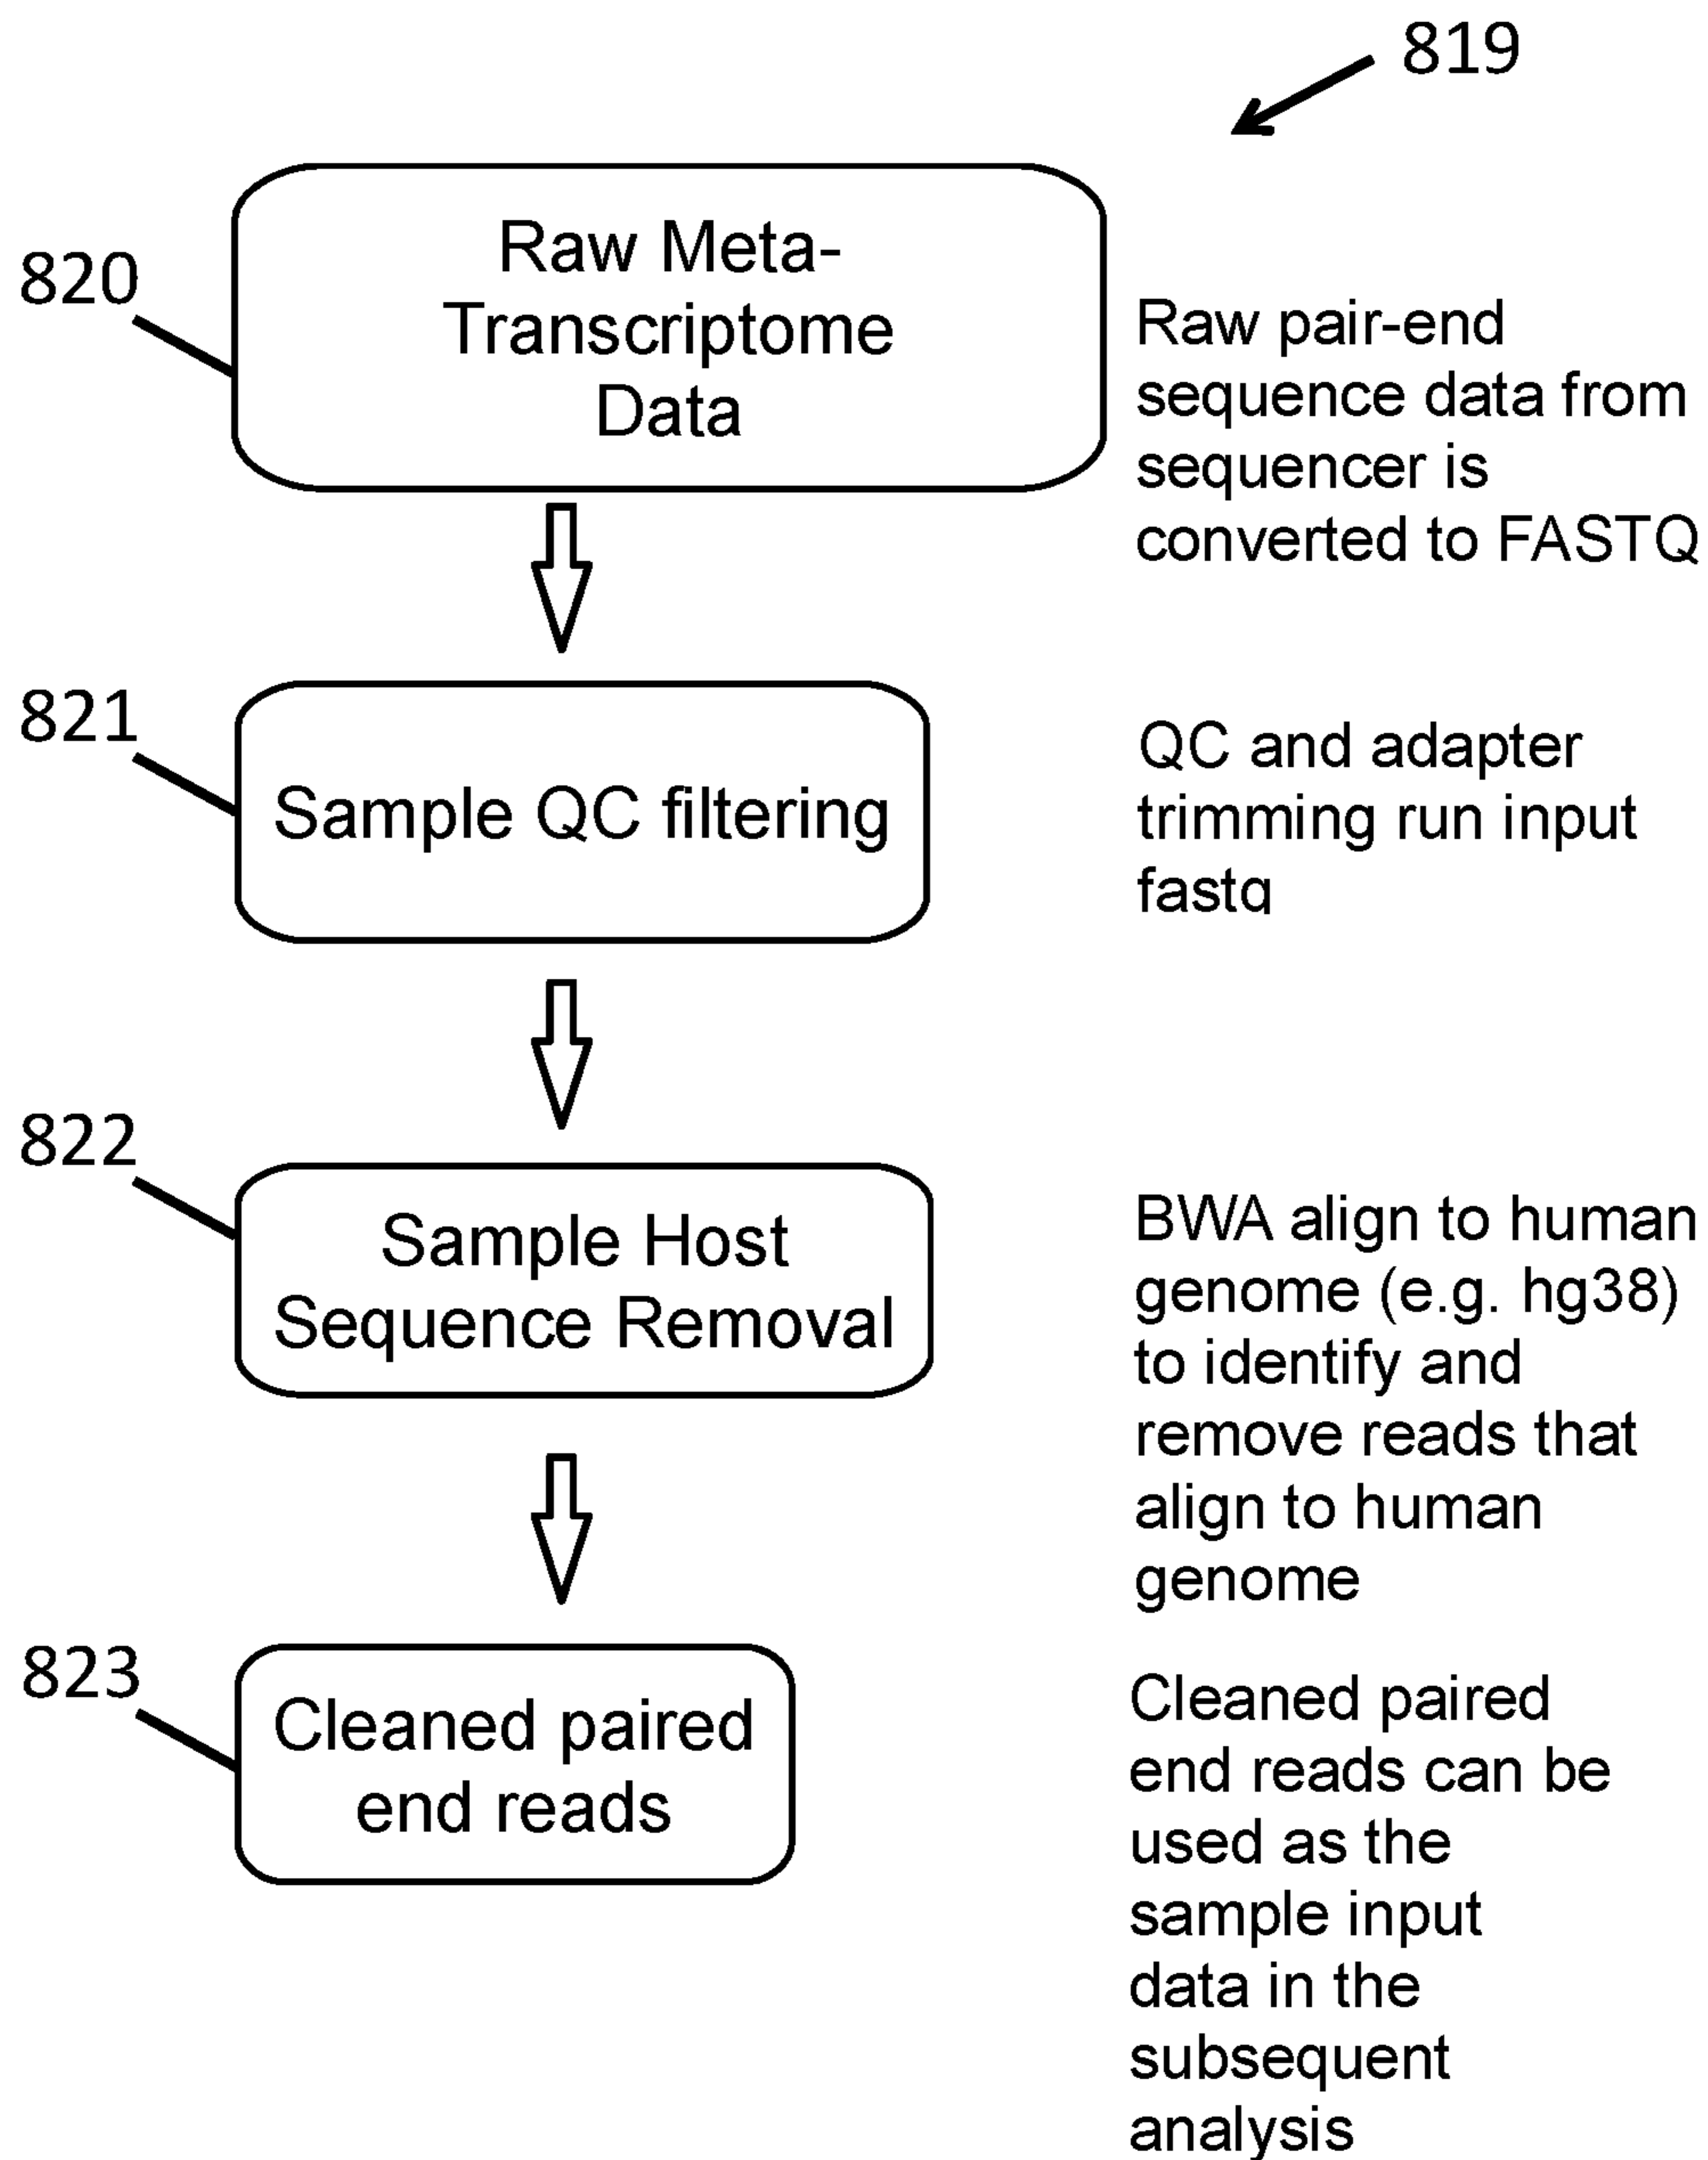 819
820
Raw Meta-
Transcriptome
Data
Raw pair-end
sequence data from
sequencer is
converted to FASTQ
821
Sample QC filtering
QC and adapter
trimming run input
fastq
822
Sample Host
Sequence Removal
BWA align to human
genome (e.g. hg38)
to identify and
remove reads that
align to human
genome
823
Cleaned paired
end reads
Cleaned paired
end reads can be
used as the
sample input
data in the
subsequent
analysis